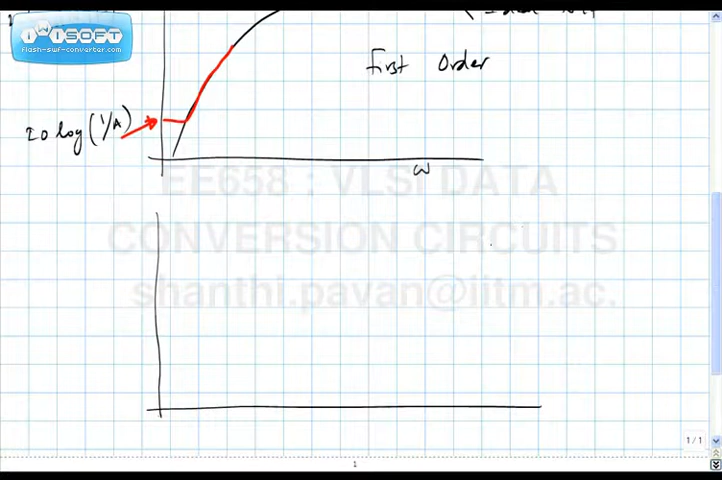 iWiSOFT
flash-swf-converter.com
First Order
20 log (1/A)
ω
EE658 : VLSI DATA
CONVERSION CIRCUITS
shanthi.pavan@iitm.ac.
1 / 1
1